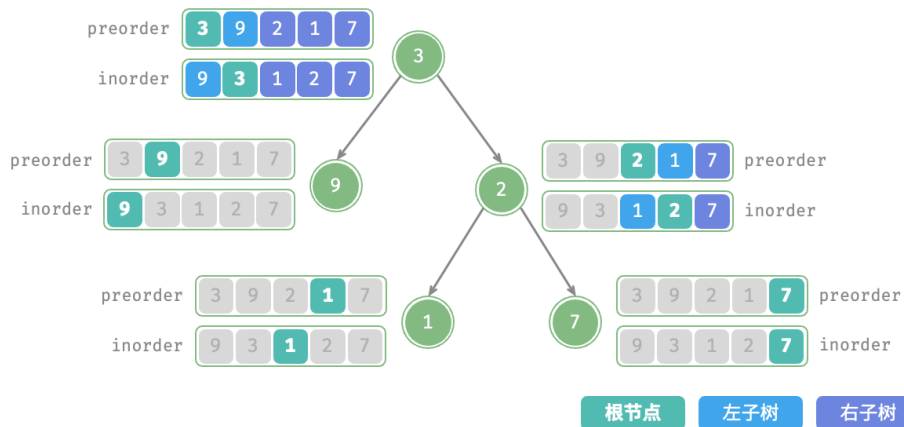 preorder 3 9 2 1 7
3
inorder 9 3 1 2 7
preorder 3 9 2 1 7
9
inorder 9 3 1 2 7
2
3 9 2 1 7 preorder
9 3 1 2 7 inorder
preorder 3 9 2 1 7
1
inorder 9 3 1 2 7
7
3 9 2 1 7 preorder
9 3 1 2 7 inorder
根节点 左子树 右子树